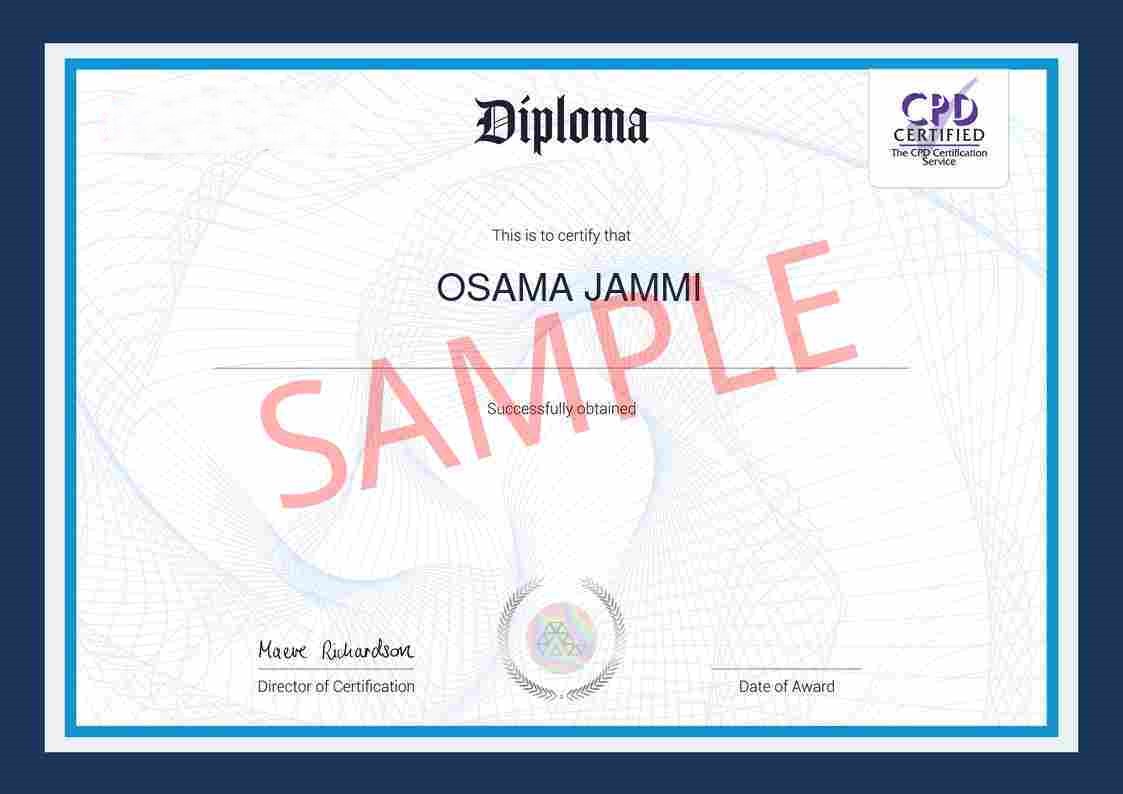 Diploma
CPD
CERTIFIED
The CPD Certification
Service
This is to certify that
OSAMA JAMMI
SAMPLE
Successfully obtained
Maeve Richardson
Director of Certification
Date of Award